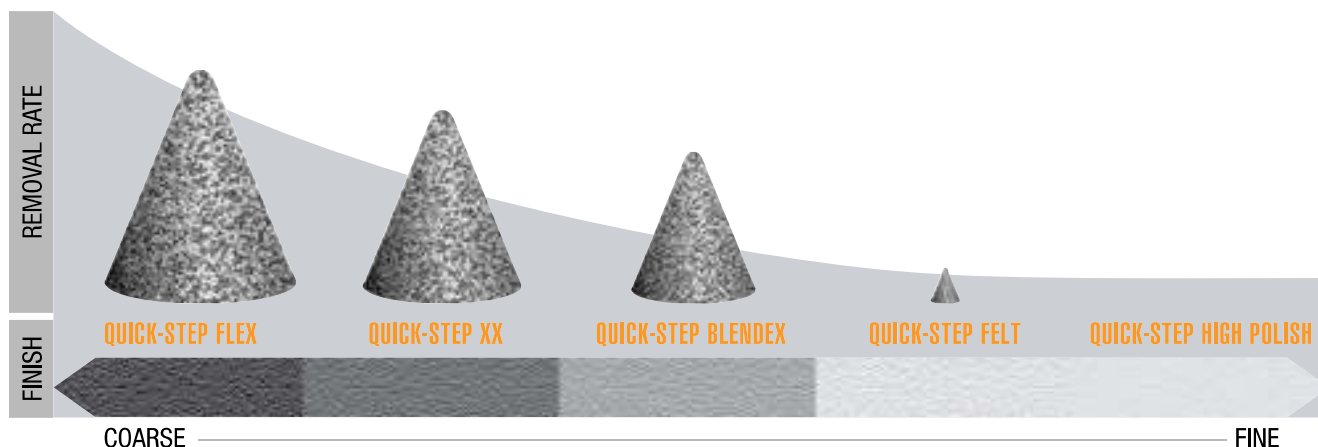 REMOVAL RATE
QUICK-STEP FLEX
QUICK-STEP XX
QUICK-STEP BLENDEX
QUICK-STEP FELT
QUICK-STEP HIGH POLISH
FINISH
COARSE
FINE